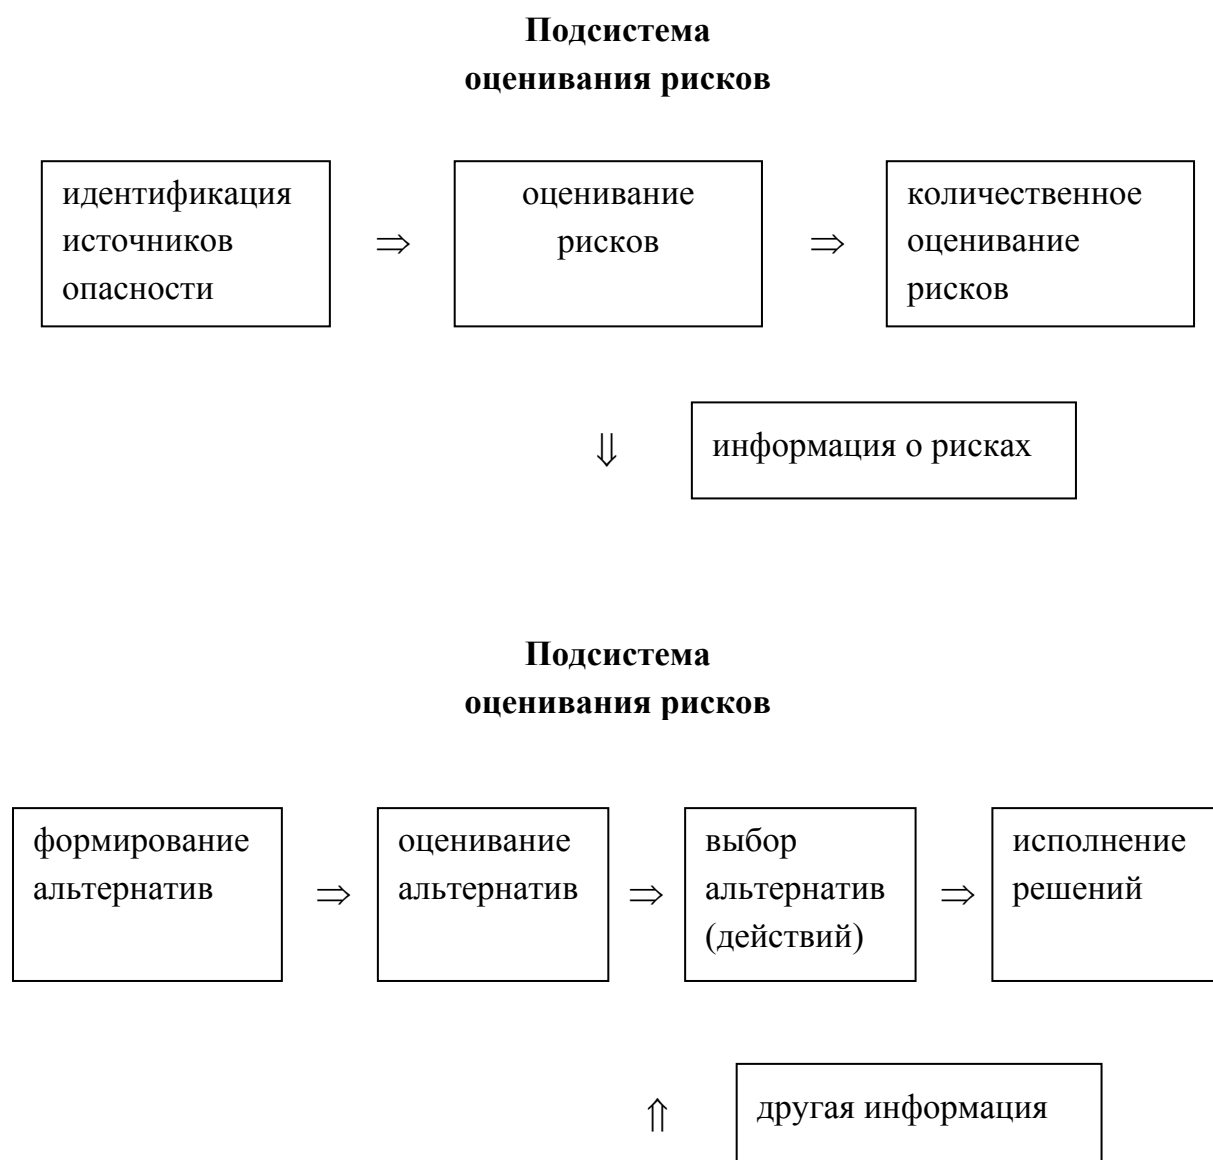 Подсистема
оценивания рисков
идентификация
источников
опасности
⇒
оценивание
рисков
⇒
количественное
оценивание
рисков
⇓
информация о рисках
Подсистема
оценивания рисков
формирование
альтернатив
⇒
оценивание
альтернатив
⇒
выбор
альтернатив
(действий)
⇒
исполнение
решений
⇑
другая информация